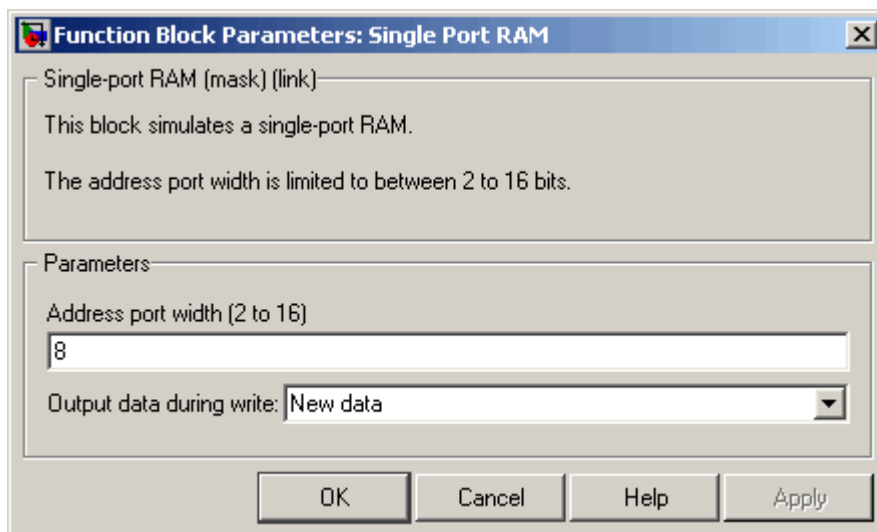 Function Block Parameters: Single Port RAM
Single-port RAM (mask) (link)
This block simulates a single-port RAM.
The address port width is limited to between 2 to 16 bits.
Parameters
Address port width (2 to 16)
8
Output data during write: New data
OK Cancel Help Apply